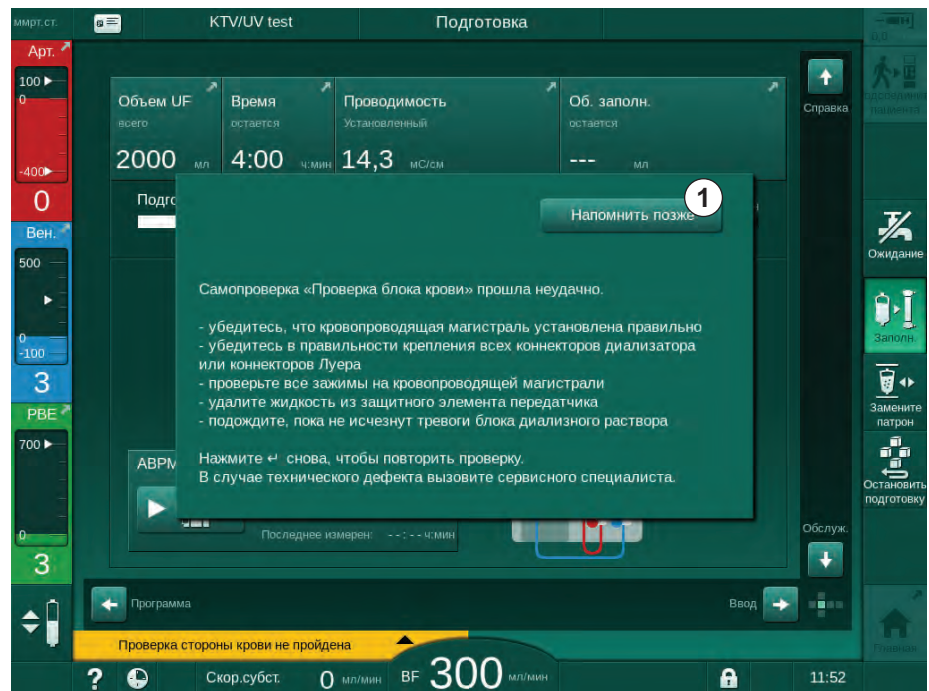 ммрт.ст.
KTV/UV test
Подготовка
0,0
Арт.
100
0
-400
0
Вен.
500
0
-100
3
PBE
700
0
3
Объем UF
всего
2000 мл
Время
остается
4:00 ч:мин
Проводимость
Установленный
14,3 мС/см
Об. заполн.
остается
--- мл
Справка
Подго
1
Напомнить позже
Самопроверка «Проверка блока крови» прошла неудачно.
- убедитесь, что кровопроводящая магистраль установлена правильно
- убедитесь в правильности крепления всех коннекторов диализатора
или коннекторов Луера
- проверьте все зажимы на кровопроводящей магистрали
- удалите жидкость из защитного элемента передатчика
- подождите, пока не исчезнут тревоги блока диализного раствора
Нажмите ↵ снова, чтобы повторить проверку.
В случае технического дефекта вызовите сервисного специалиста.
АВРМ
Последнее измерен: --:-- ч:мин
Обслуж.
Ожидание
Заполн.
Замените
патрон
Остановить
подготовку
Главная
Программа
Ввод
Проверка стороны крови не пройдена
? Скор.субст. 0 мл/мин BF 300 мл/мин 11:52